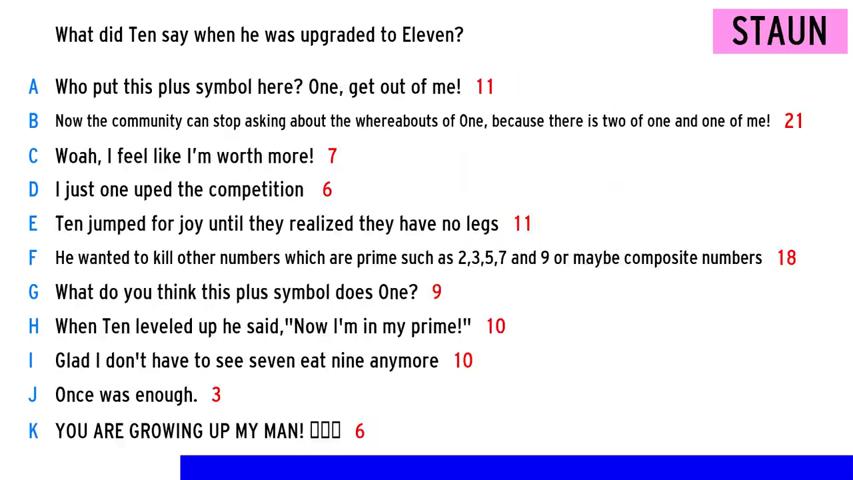 What did Ten say when he was upgraded to Eleven?
STAUN
A Who put this plus symbol here? One, get out of me! 11
B Now the community can stop asking about the whereabouts of One, because there is two of one and one of me! 21
C Woah, I feel like I'm worth more! 7
D I just one uped the competition 6
E Ten jumped for joy until they realized they have no legs 11
F He wanted to kill other numbers which are prime such as 2,3,5,7 and 9 or maybe composite numbers 18
G What do you think this plus symbol does One? 9
H When Ten leveled up he said,"Now I'm in my prime!" 10
I Glad I don't have to see seven eat nine anymore 10
J Once was enough. 3
K YOU ARE GROWING UP MY MAN! 6